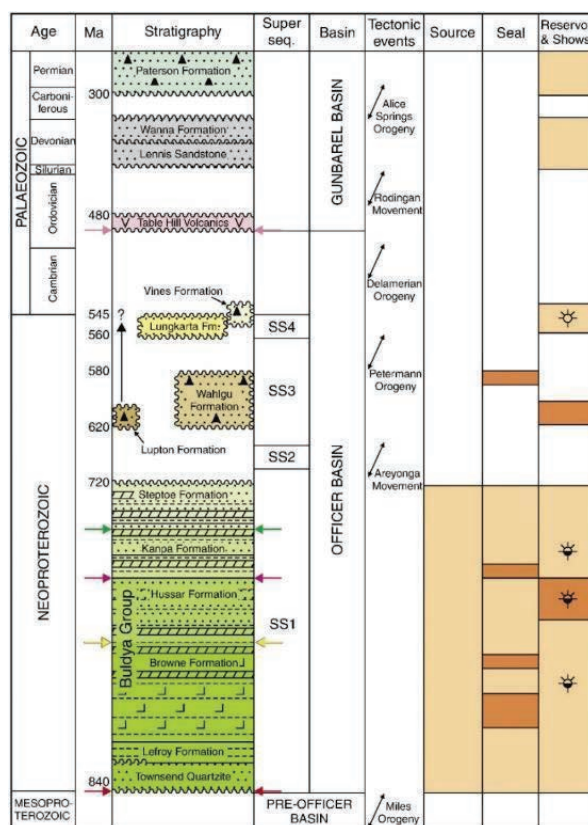 Age
Ma
Stratigraphy
Super
seq.
Basin
Tectonic
events
Source
Seal
Reservo
& Shows
PALAEOZOIC
Permian
Carboni-
ferous
Devonian
Silurian
Ordovician
Cambrian
NEOPROTEROZOIC
MESOPRO-
TEROZOIC
300
480
545
560
580
620
720
840
Paterson Formation
Wanna Formation
Lennis Sandstone
V Table Hill Volcanics V
Vines Formation
?
Lungkarta Fm.
Wahlgu
Formation
Lupton Formation
Steptoe Formation
Kanpa Formation
Hussar Formation
Buldya Group
Browne Formation
Lefroy Formation
Townsend Quartzite
SS4
SS3
SS2
SS1
GUNBAREL BASIN
OFFICER BASIN
PRE-OFFICER
BASIN
Alice
Springs
Orogeny
Rodingan
Movement
Delamerian
Orogeny
Petermann
Orogeny
Areyonga
Movement
Miles
Orogeny